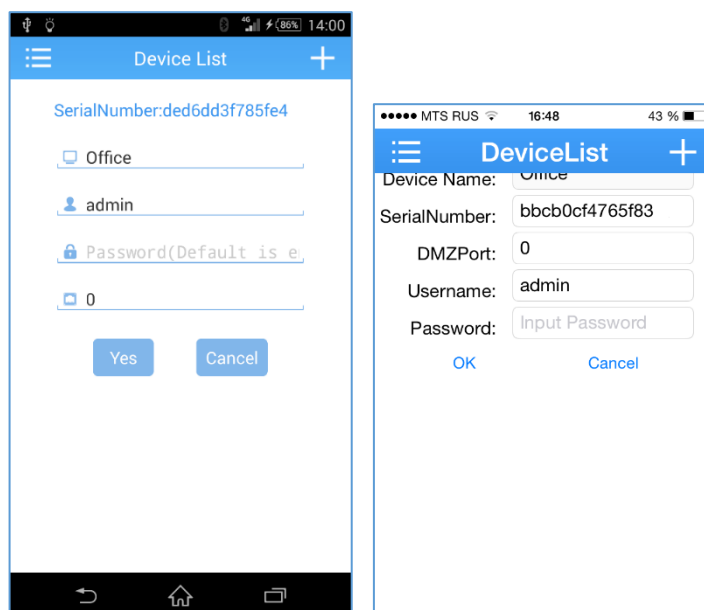 4G 86% 14:00
Device List
SerialNumber:ded6dd3f785fe4
Office
admin
Password(Default is e
0
Yes Cancel
MTS RUS 16:48 43 %
DeviceList
Device Name: Office
SerialNumber: bbcb0cf4765f83
DMZPort: 0
Username: admin
Password: Input Password
OK Cancel